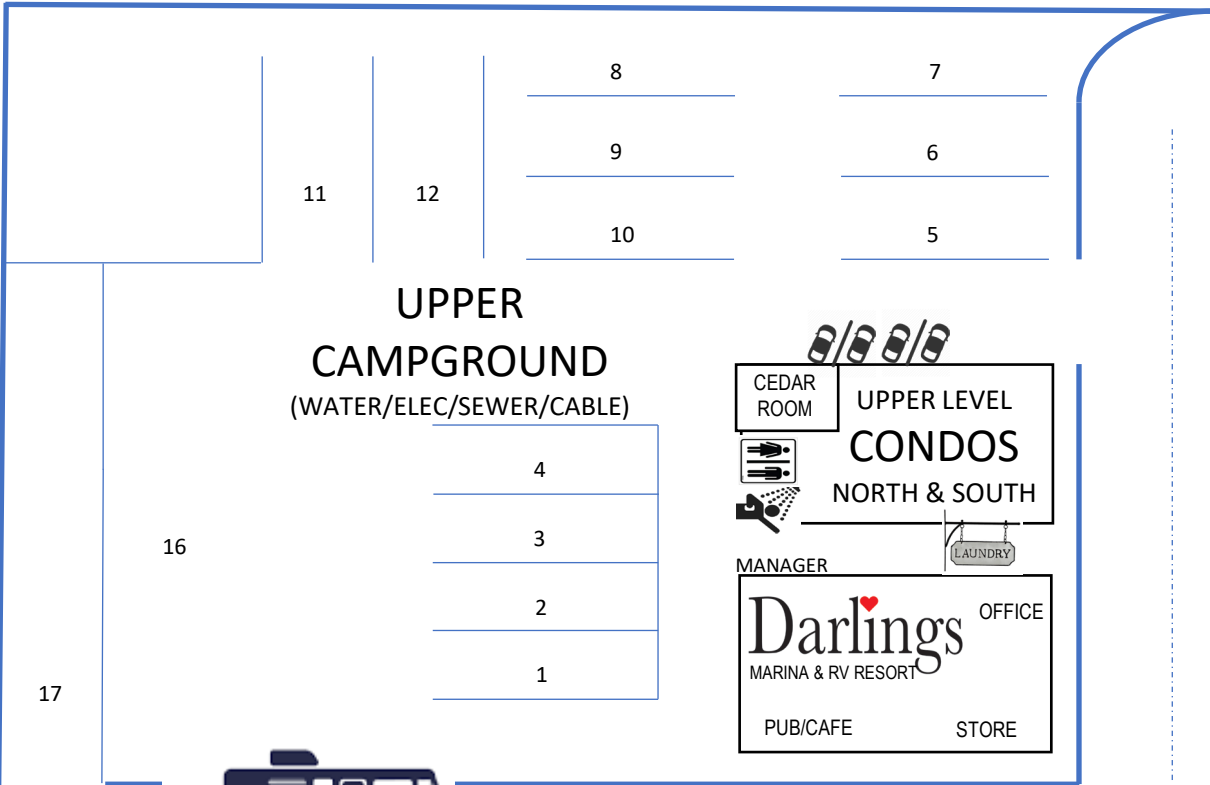 8
7
9
6
11
12
10
5
UPPER
CAMPGROUND
(WATER/ELEC/SEWER/CABLE)
CEDAR
ROOM
UPPER LEVEL
CONDOS
NORTH & SOUTH
4
3
2
1
16
17
LAUNDRY
MANAGER
Darlings
OFFICE
MARINA & RV RESORT
PUB/CAFE
STORE